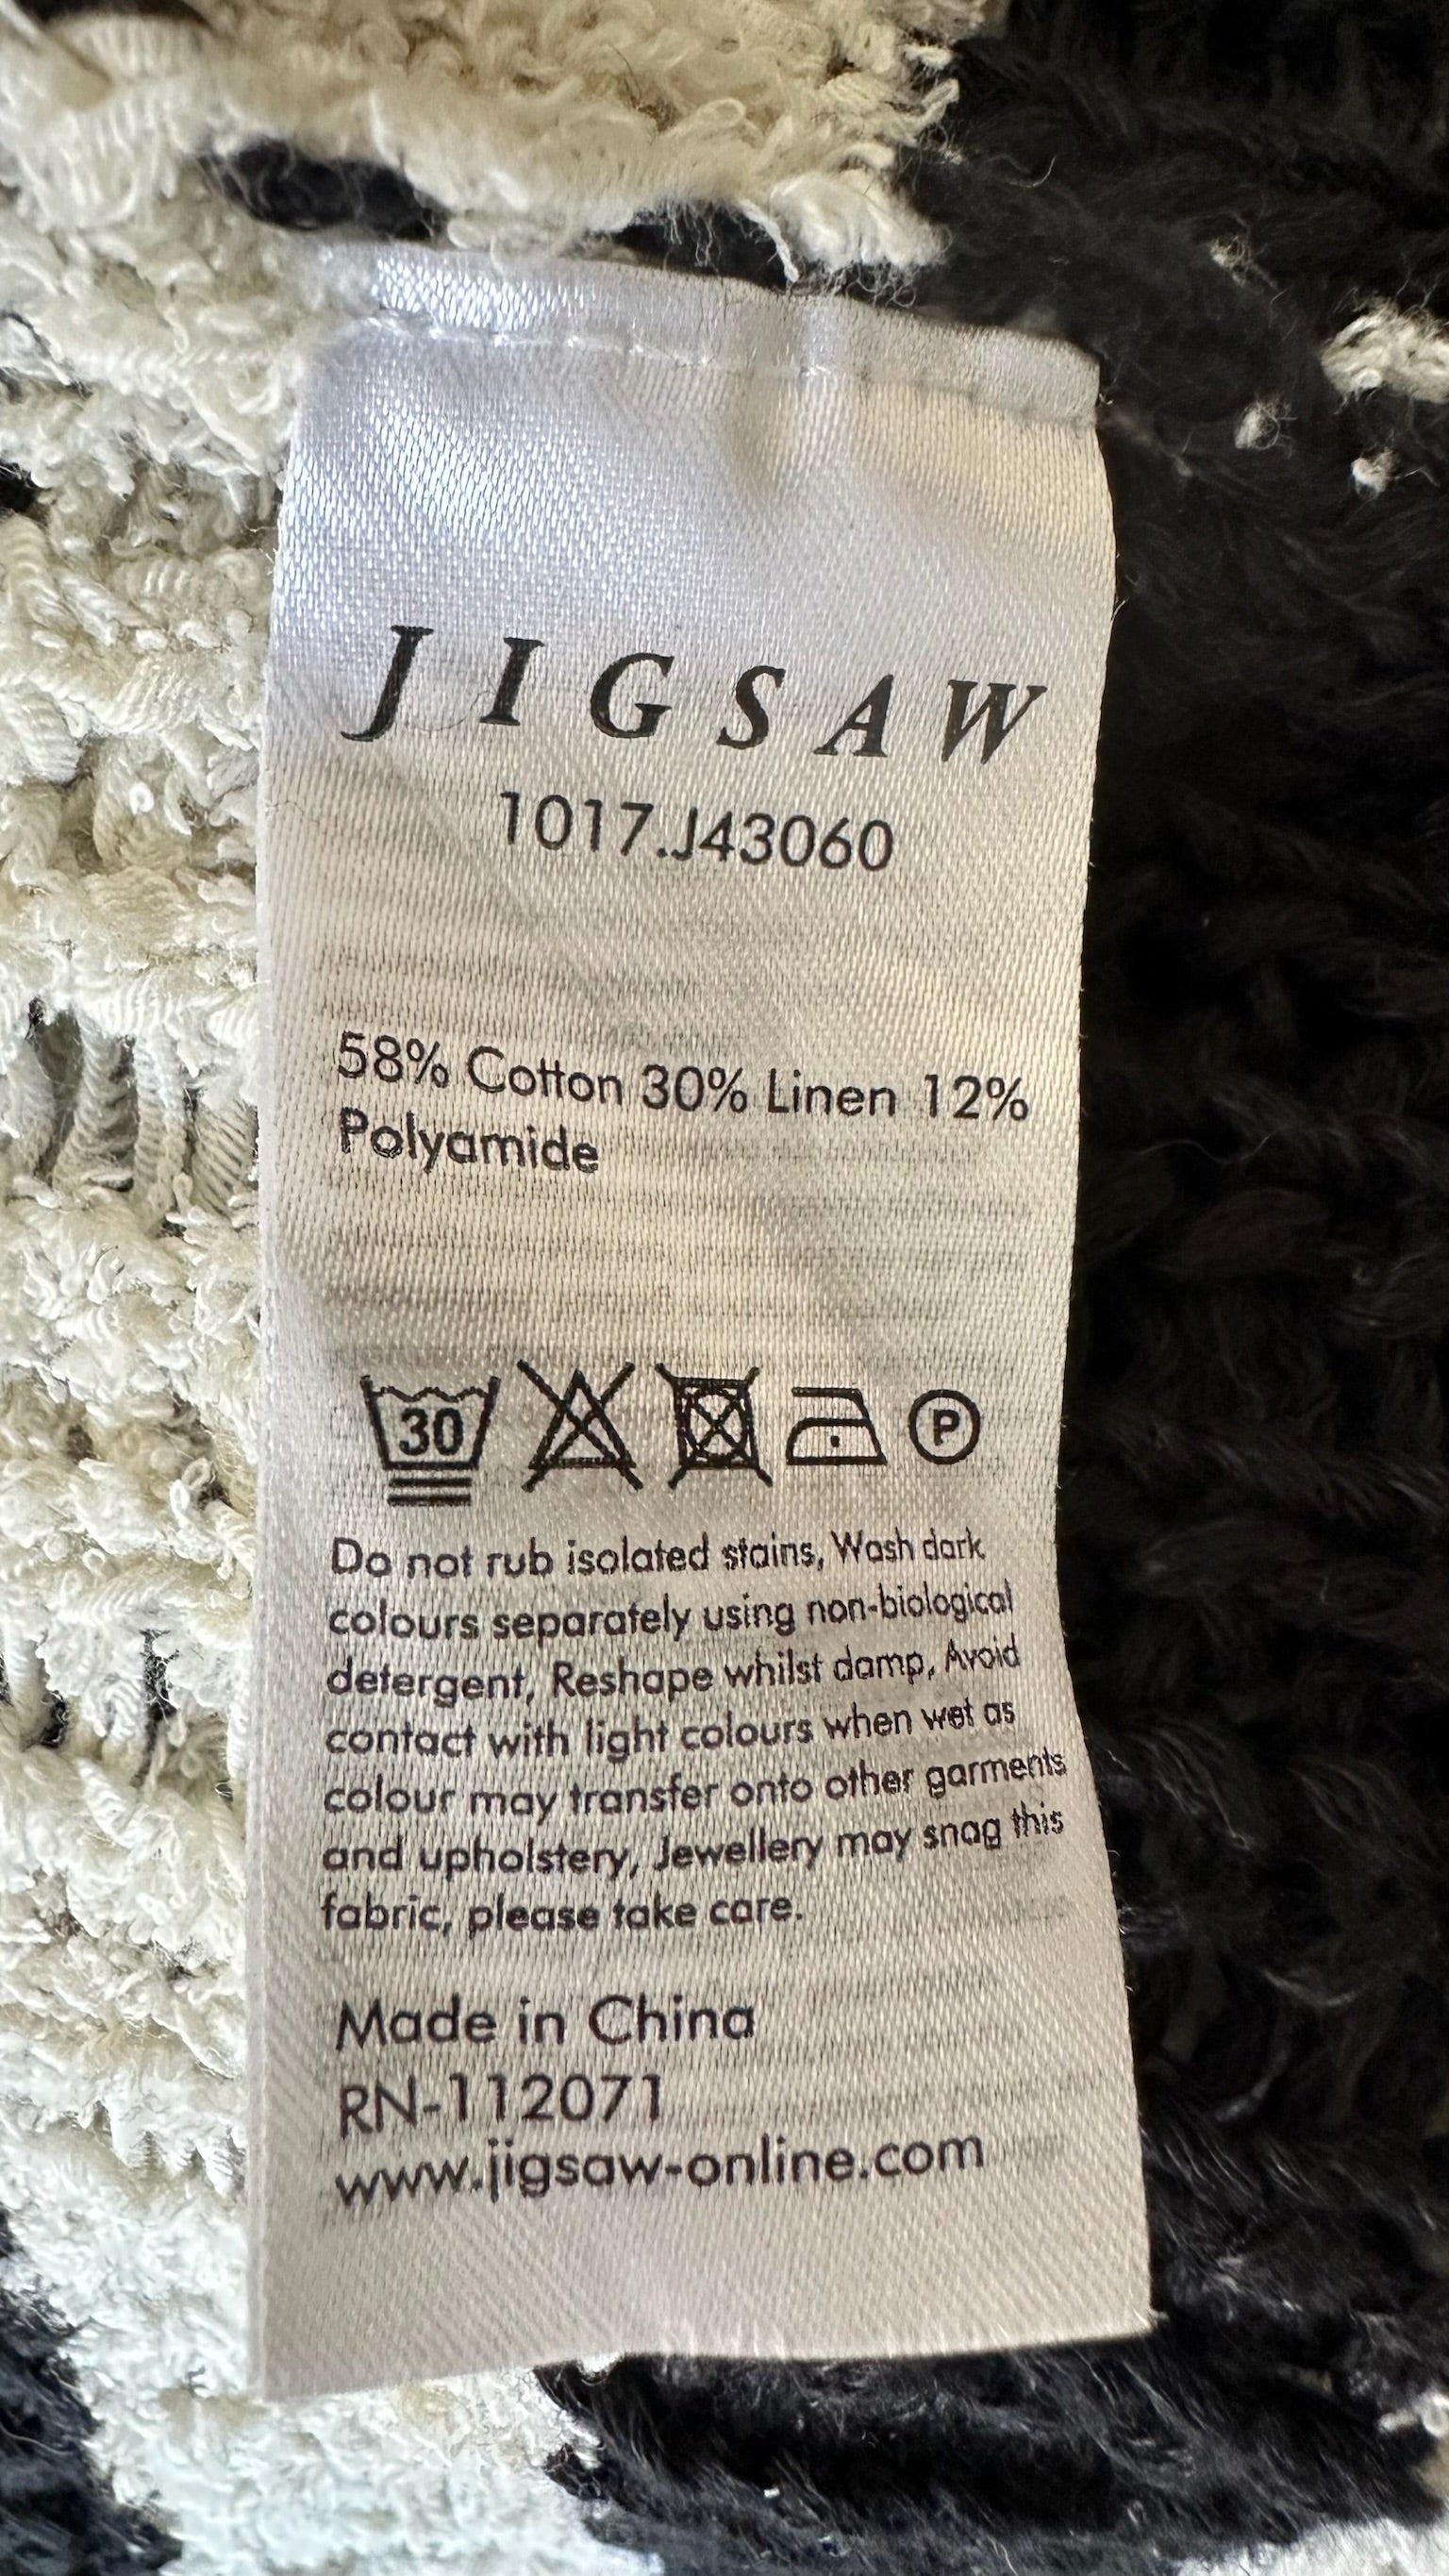 JIGSAW
1017.J43060
58% Cotton 30% Linen 12%
Polyamide
30 P
Do not rub isolated stains, Wash dark
colours separately using non-biological
detergent, Reshape whilst damp, Avoid
contact with light colours when wet as
colour may transfer onto other garments
and upholstery, Jewellery may snag this
fabric, please take care.
Made in China
RN-112071
www.jigsaw-online.com